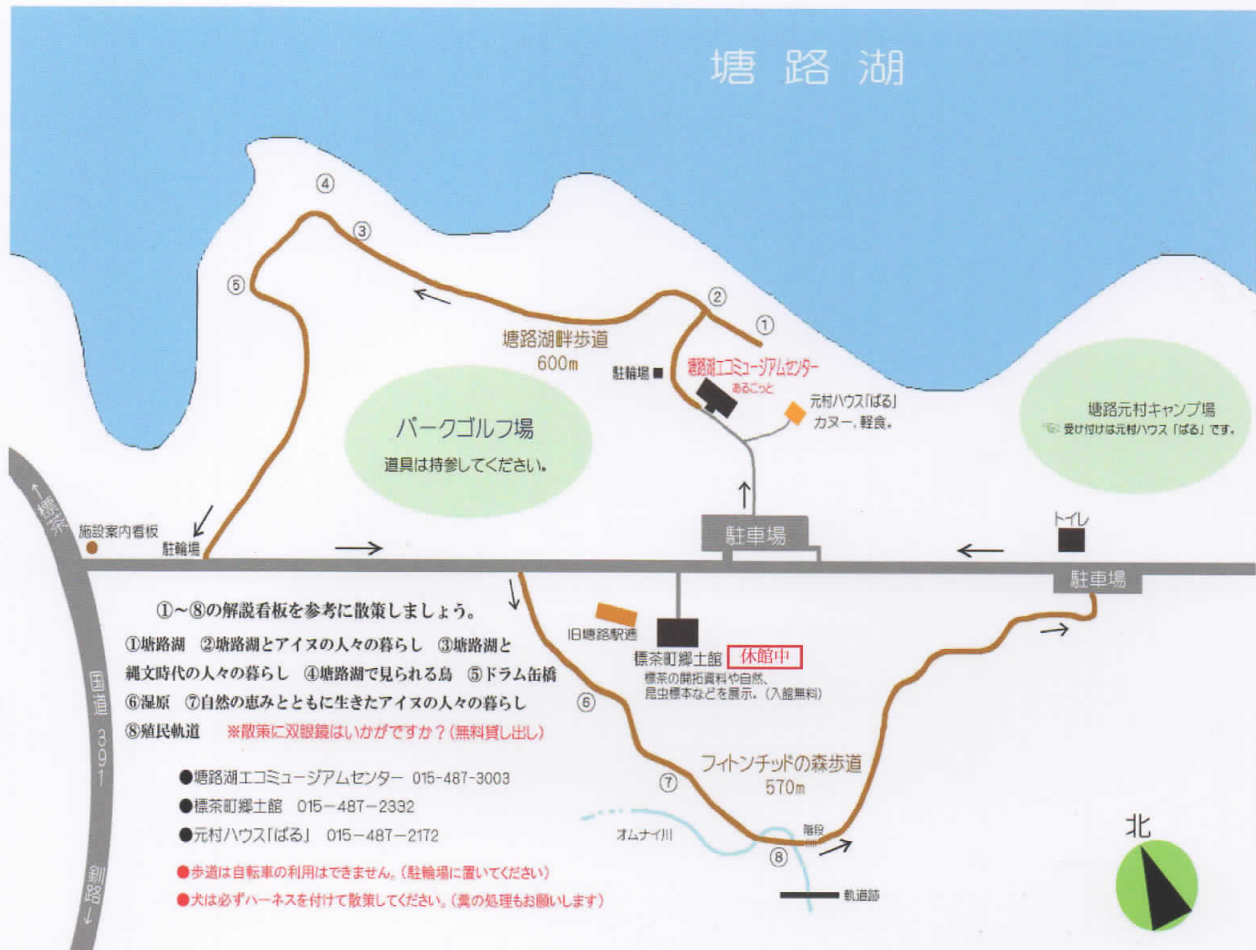 塘路湖
④
③
⑤
②
①
塘路湖畔歩道
600m
駐輪場
塘路湖エコミュージアムセンター
あるこっと
元村ハウス「ぱる」
カヌー、軽食。
パークゴルフ場
道具は持参してください。
塘路元村キャンプ場
受け付けは元村ハウス「ぱる」です。
↑標茶
施設案内看板
駐輪場
駐車場
トイレ
駐車場
国道391
釧路→
①～⑧の解説看板を参考に散策しましょう。
①塘路湖 ②塘路湖とアイヌの人々の暮らし ③塘路湖と
縄文時代の人々の暮らし ④塘路湖で見られる鳥 ⑤ドラム缶橋
⑥湿原 ⑦自然の恵みとともに生きたアイヌの人々の暮らし
⑧殖民軌道 ※散策に双眼鏡はいかがですか？(無料貸し出し)
旧塘路駅逓
標茶町郷土館 休館中
標茶の開拓資料や自然、
昆虫標本などを展示。(入館無料)
⑥
⑦
フィトンチッドの森歩道
570m
オムナイ川
階段
⑧
軌道跡
●塘路湖エコミュージアムセンター 015-487-3003
●標茶町郷土館 015－487－2332
●元村ハウス「ぱる」 015－487－2172
●歩道は自転車の利用はできません。(駐輪場に置いてください)
●犬は必ずハーネスを付けて散策してください。(糞の処理もお願いします)
北